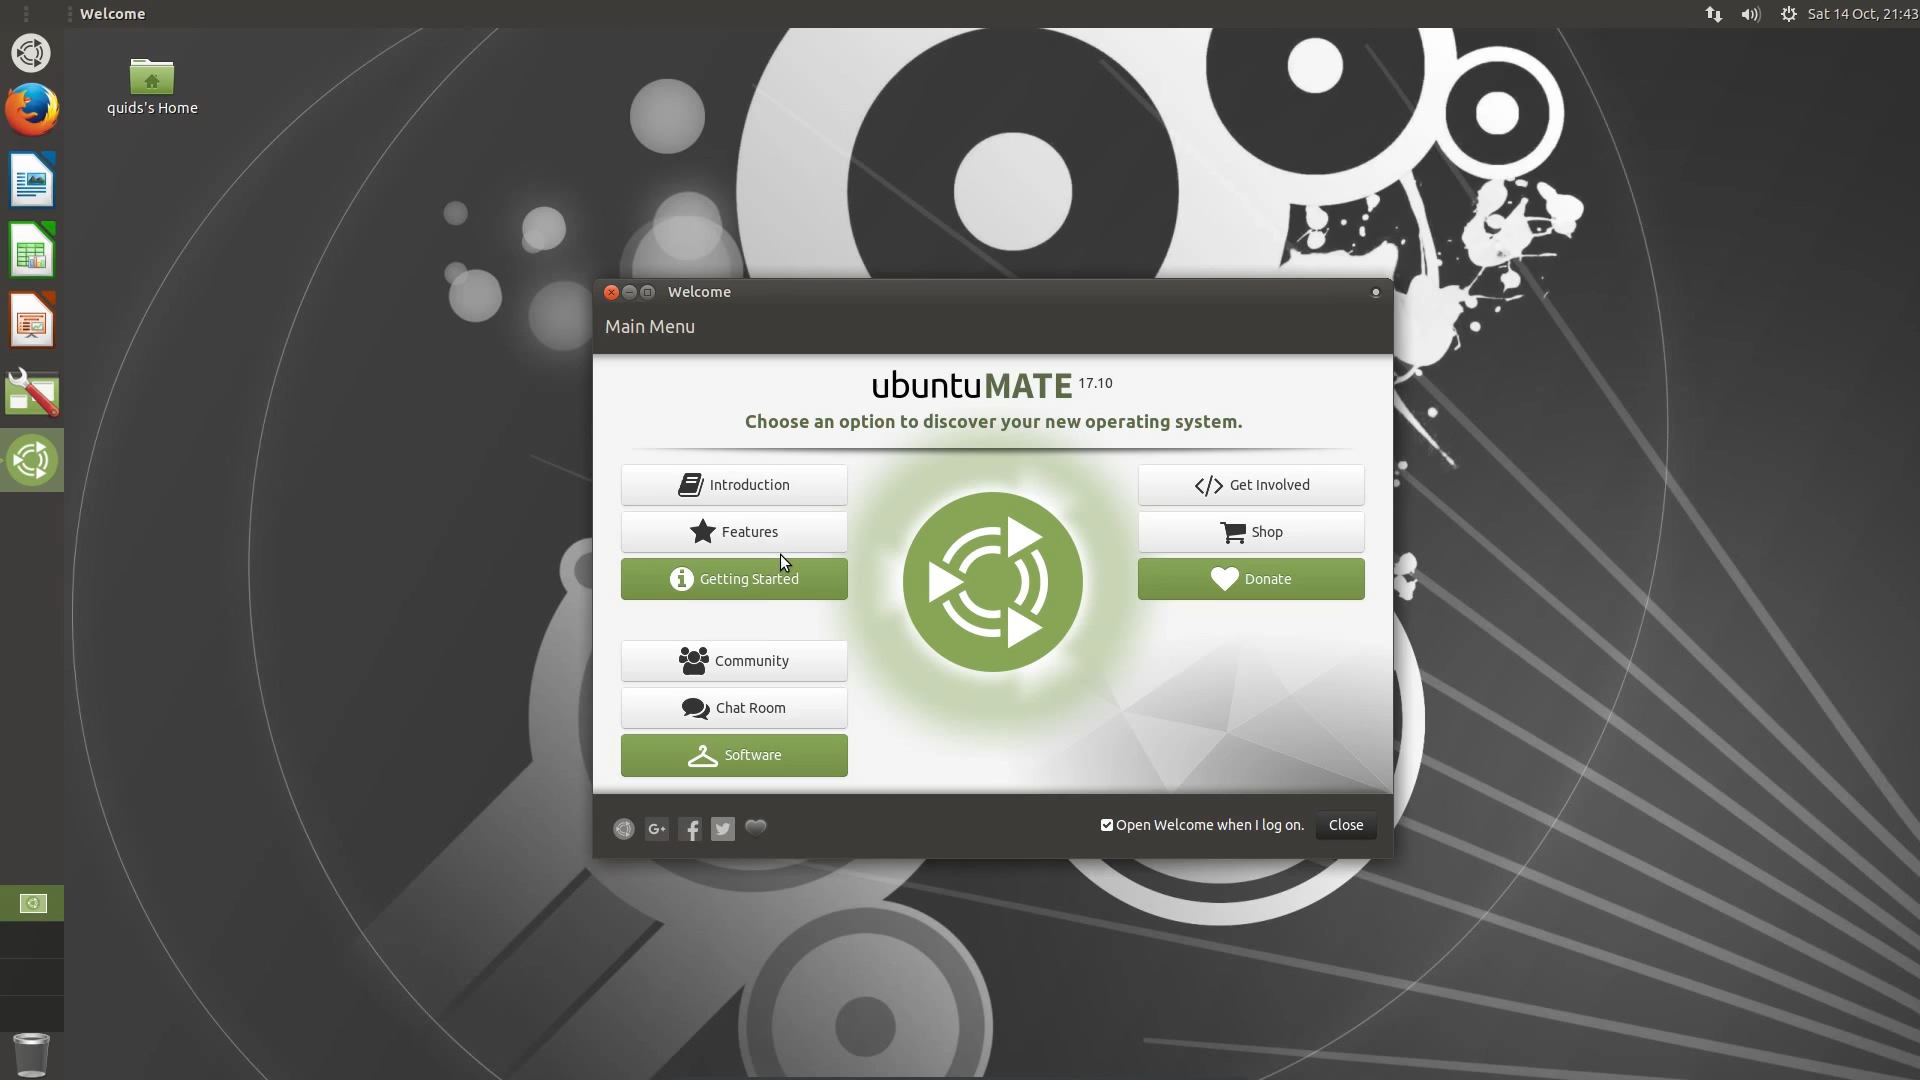 Welcome
Sat 14 Oct, 21:43
quids's Home
Welcome
Main Menu
ubuntuMATE 17.10
Choose an option to discover your new operating system.
Introduction
Get Involved
Features
Shop
Getting Started
Donate
Community
Chat Room
Software
G+
Open Welcome when I log on.
Close